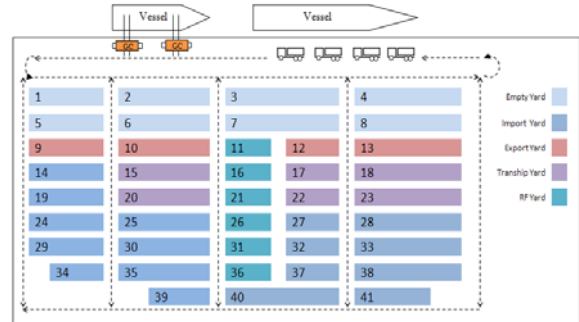 Vessel Vessel
GC GC
1 2 3 4
5 6 7 8
9 10 11 12 13
14 15 16 17 18
19 20 21 22 23
24 25 26 27 28
29 30 31 32 33
34 35 36 37 38
39 40 41
Empty Yard
Import Yard
Export Yard
Tranship Yard
RF Yard